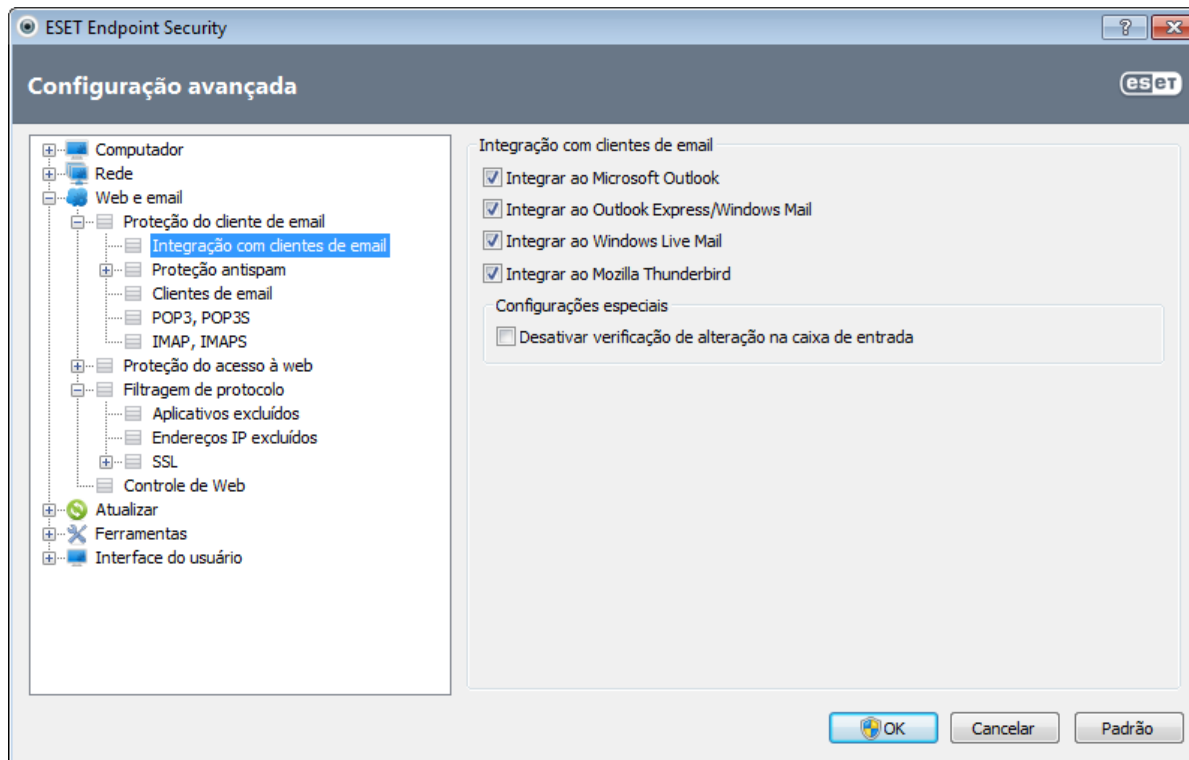 ESET Endpoint Security
?
Configuração avançada
eset
Computador
Rede
Web e email
Proteção do cliente de email
Integração com clientes de email
Proteção antispam
Clientes de email
POP3, POP3S
IMAP, IMAPS
Proteção do acesso à web
Filtragem de protocolo
Aplicativos excluídos
Endereços IP excluídos
SSL
Controle de Web
Atualizar
Ferramentas
Interface do usuário
Integração com clientes de email
Integrar ao Microsoft Outlook
Integrar ao Outlook Express/Windows Mail
Integrar ao Windows Live Mail
Integrar ao Mozilla Thunderbird
Configurações especiais
Desativar verificação de alteração na caixa de entrada
OK
Cancelar
Padrão